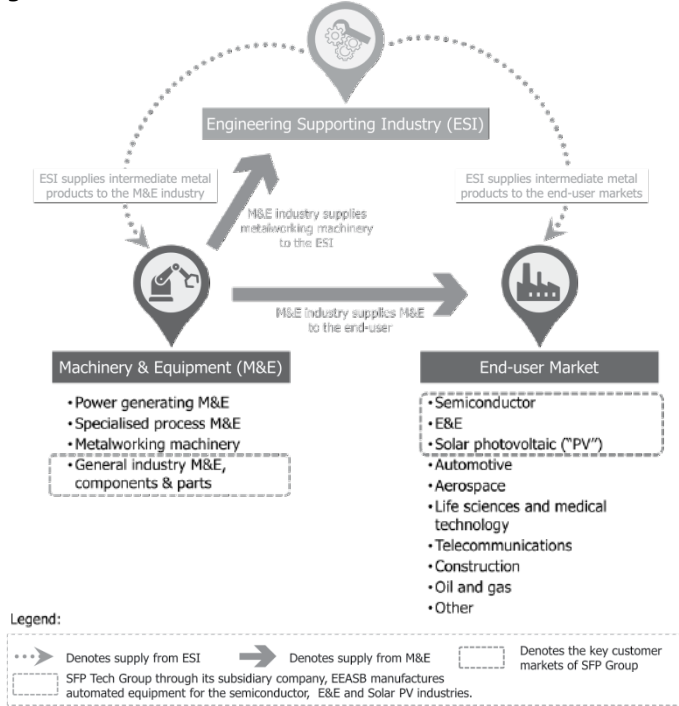 Engineering Supporting Industry (ESI)
ESI supplies intermediate metal
products to the M&E industry
ESI supplies intermediate metal
products to the end-user markets
M&E industry supplies
metalworking machinery
to the ESI
M&E industry supplies M&E
to the end-user
Machinery & Equipment (M&E)
•Power generating M&E
•Specialised process M&E
•Metalworking machinery
•General industry M&E,
components & parts
End-user Market
•Semiconductor
•E&E
•Solar photovoltaic (“PV”)
•Automotive
•Aerospace
•Life sciences and medical
technology
•Telecommunications
•Construction
•Oil and gas
•Other
Legend:
Denotes supply from ESI
Denotes supply from M&E
Denotes the key customer
markets of SFP Group
SFP Tech Group through its subsidiary company, EEASB manufactures
automated equipment for the semiconductor, E&E and Solar PV industries.